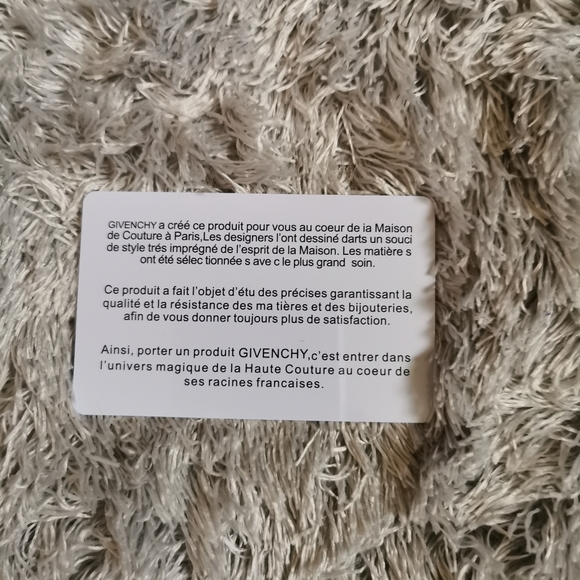 GIVENCHY a créé ce produit pour vous au coeur de ia Maison
de Couture à Paris,Les designers l'ont dessiné darts un souci
de style trés imprégné de l'esprit de la Maison. Les matière s
ont été sélec tionnée s ave c le plus grand soin.
Ce produit a fait l'objet d'étu des précises garantissant la
qualité et la résistance des ma tières et des bijouteries,
afin de vous donner toujours plus de satisfaction.
Ainsi, porter un produit GIVENCHY,c'est entrer dans
l'univers magique de la Haute Couture au coeur de
ses racines francaises.